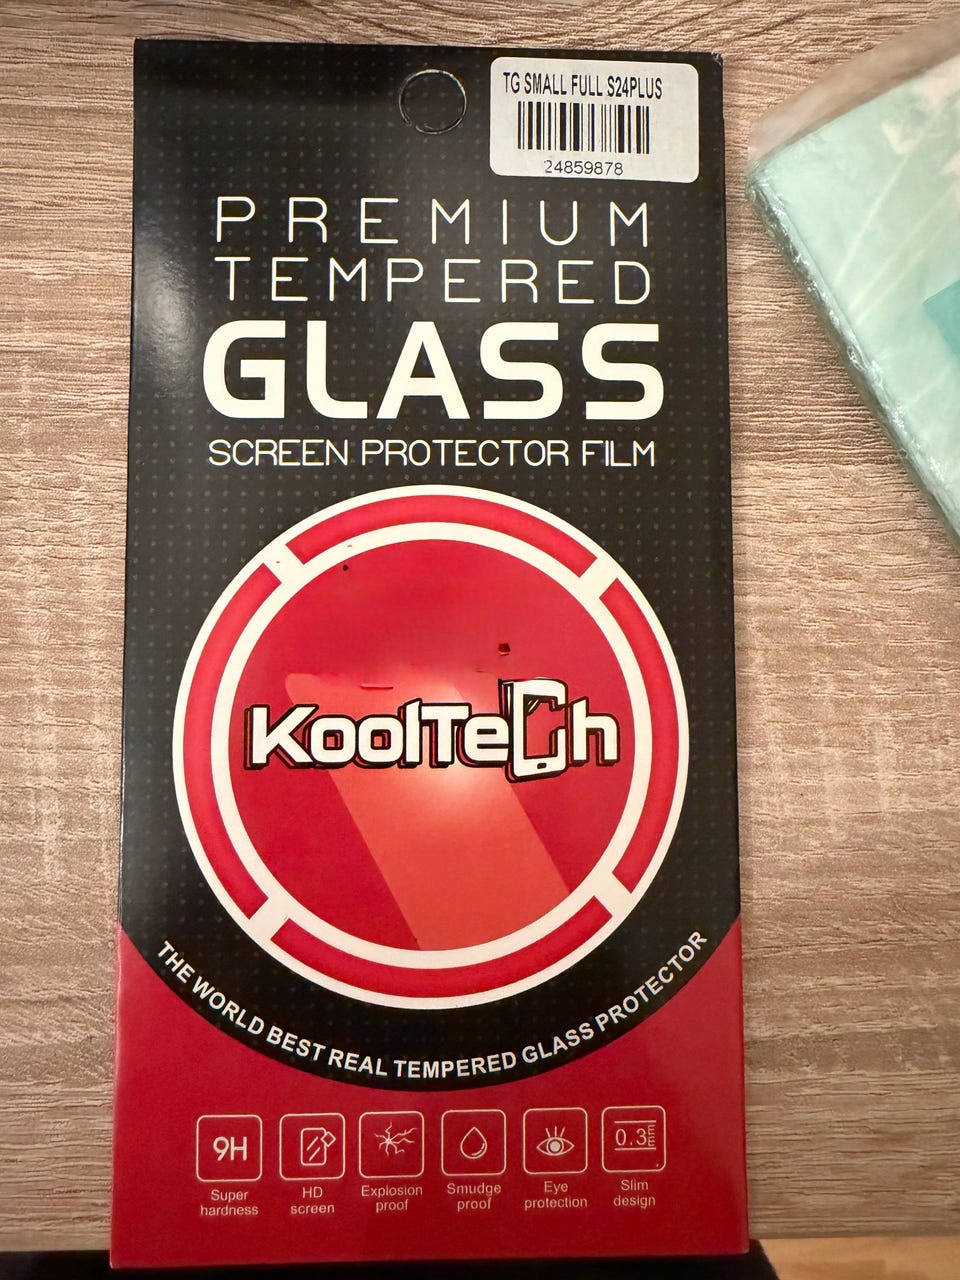 TG SMALL FULL S24PLUS
24859878
PREMIUM
TEMPERED
GLASS
SCREEN PROTECTOR FILM
KoolTech
THE WORLD BEST REAL TEMPERED GLASS PROTECTOR
9H
0.3mm
Super
hardness
HD
screen
Explosion
proof
Smudge
proof
Eye
protection
Slim
design